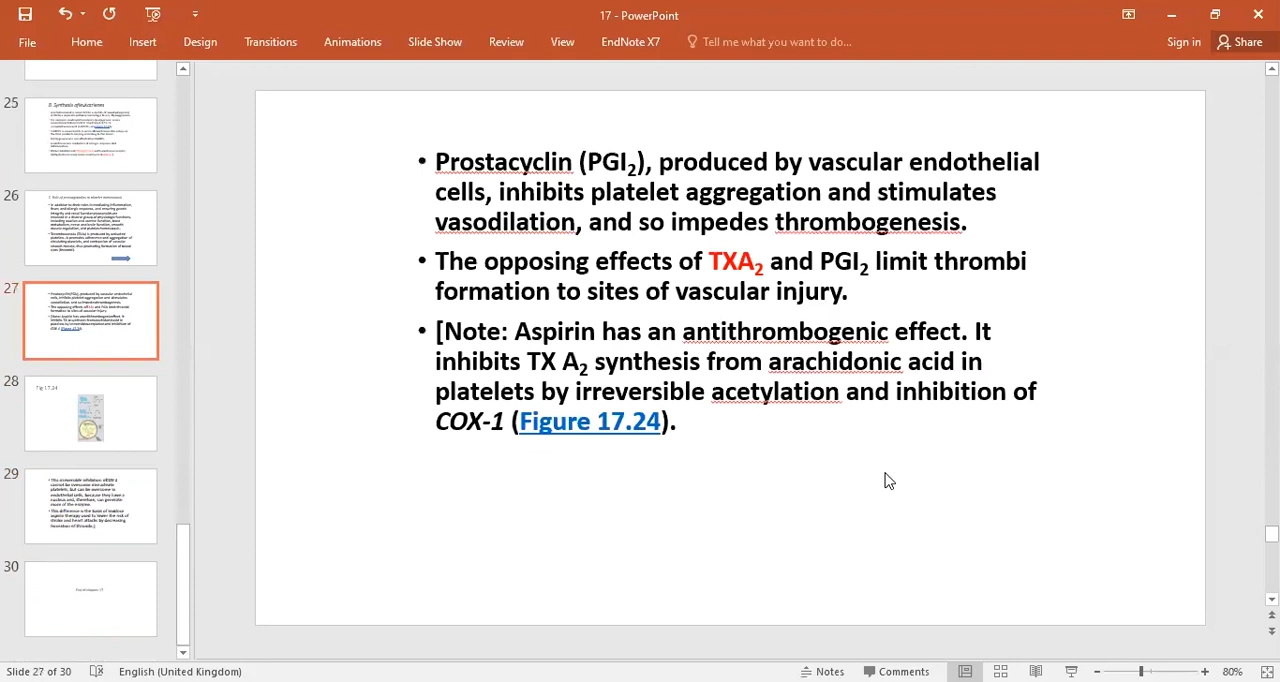 17 - PowerPoint
File Home Insert Design Transitions Animations Slide Show Review View EndNote X7 Tell me what you want to do... Sign in Share
25
26
27
28
Fig 17.24
29
30
• Prostacyclin (PGI2), produced by vascular endothelial
cells, inhibits platelet aggregation and stimulates
vasodilation, and so impedes thrombogenesis.
• The opposing effects of TXA2 and PGI2 limit thrombi
formation to sites of vascular injury.
• [Note: Aspirin has an antithrombogenic effect. It
inhibits TX A2 synthesis from arachidonic acid in
platelets by irreversible acetylation and inhibition of
COX-1 (Figure 17.24).
Slide 27 of 30 English (United Kingdom) Notes Comments 80%